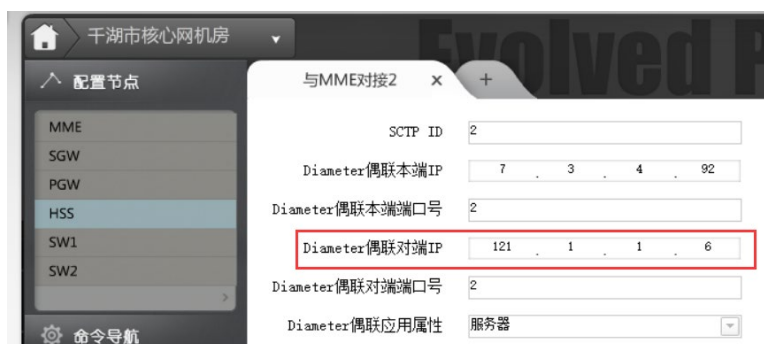 千湖市核心网机房
Evolved P
配置节点
与MME对接2 x +
MME
SGW
PGW
HSS
SW1
SW2
命令导航
SCTP ID 2
Diameter偶联本端IP 7 . 3 . 4 . 92
Diameter偶联本端端口号 2
Diameter偶联对端IP 121 . 1 . 1 . 6
Diameter偶联对端端口号 2
Diameter偶联应用属性 服务器